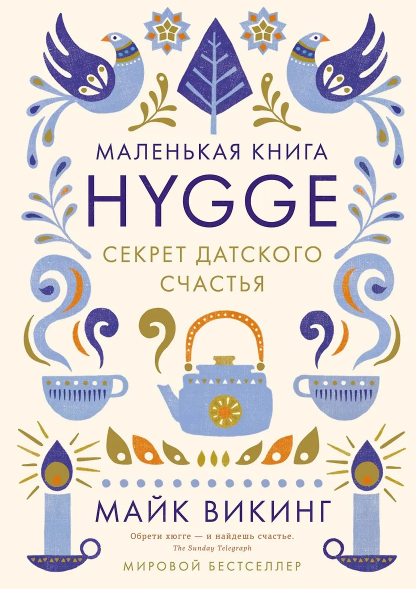 МАЛЕНЬКАЯ КНИГА
HYGGE
СЕКРЕТ ДАТСКОГО
СЧАСТЬЯ
МАЙК ВИКИНГ
Обрети хюгге — и найдешь счастье.
The Sunday Telegraph
МИРОВОЙ БЕСТСЕЛЛЕР